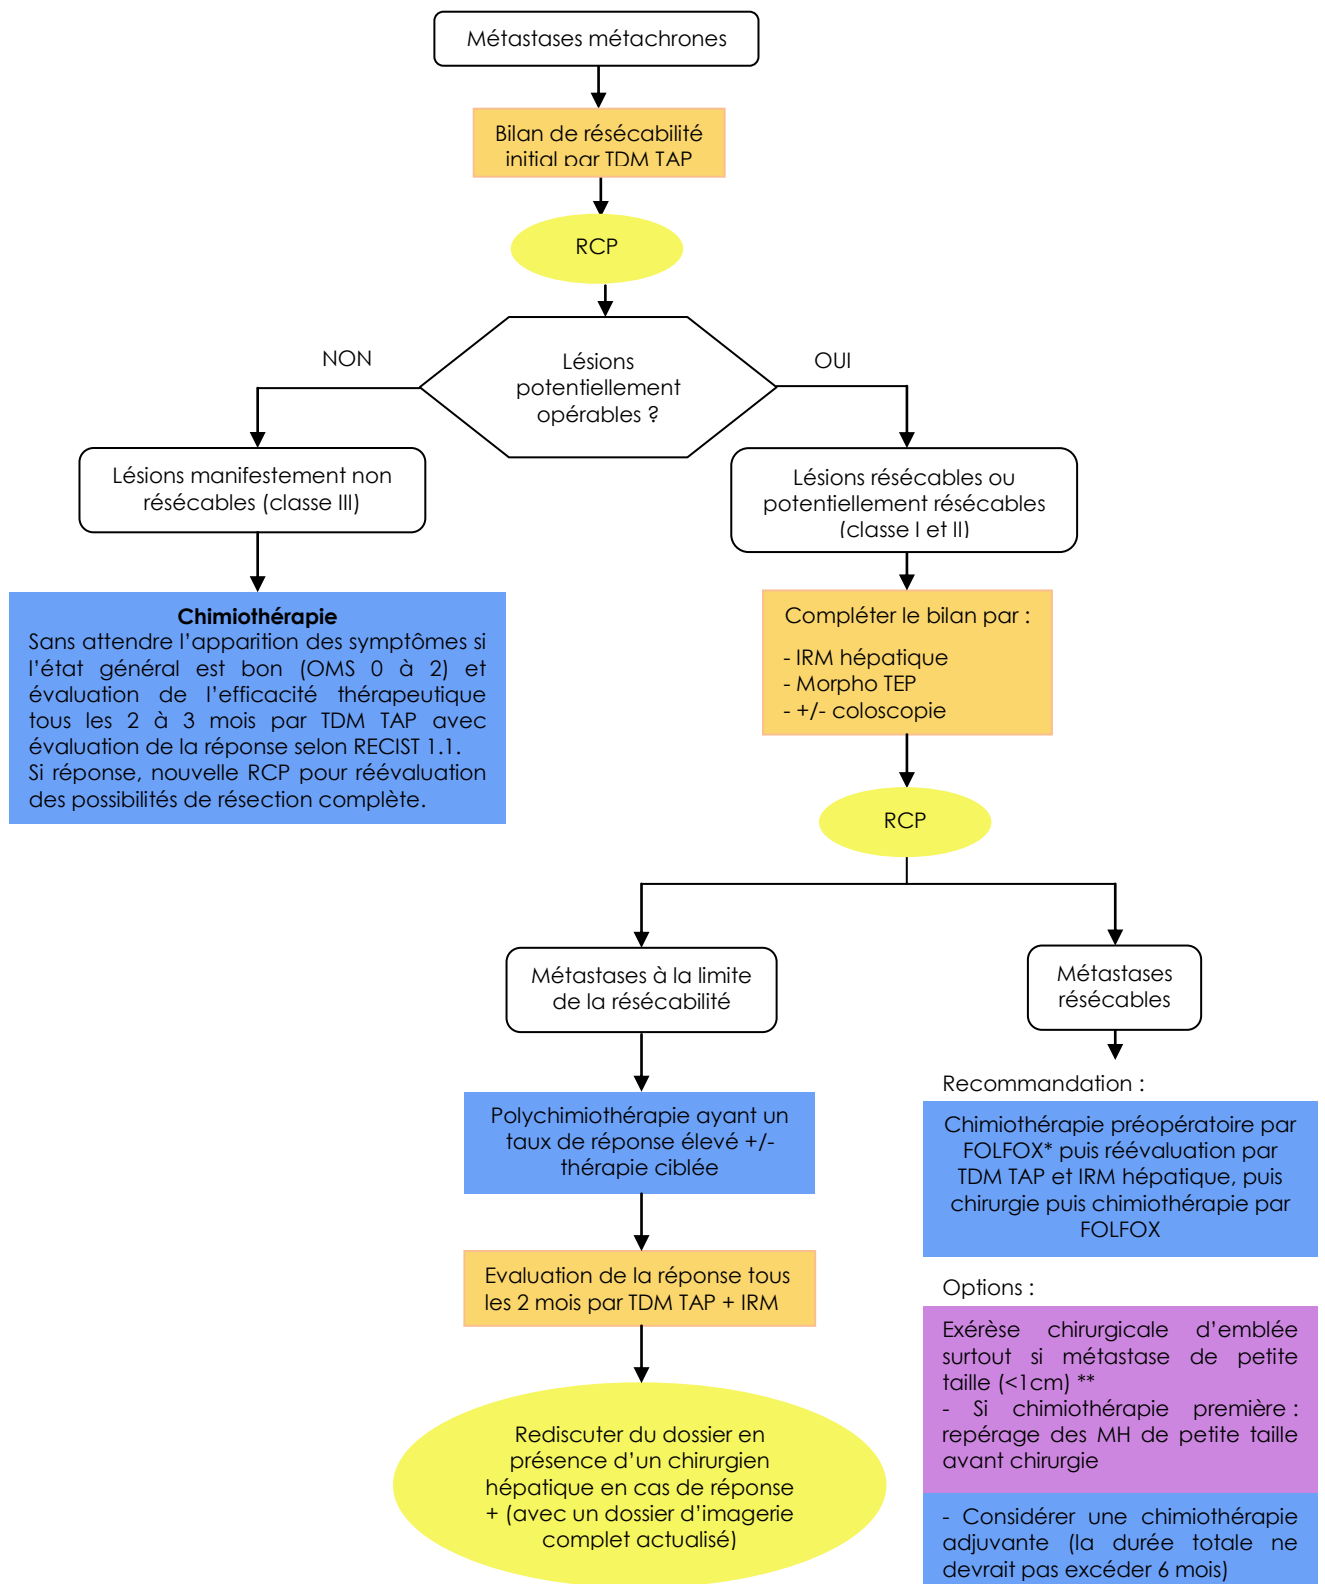 Métastases métachrones
Bilan de résécabilité
initial par TDM TAP
RCP
Lésions
potentiellement
opérables ?
NON
OUI
Lésions manifestement non
résécables (classe III)
Lésions résécables ou
potentiellement résécables
(classe I et II)
Chimiothérapie
Sans attendre l’apparition des symptômes si
l’état général est bon (OMS 0 à 2) et
évaluation de l’efficacité thérapeutique
tous les 2 à 3 mois par TDM TAP avec
évaluation de la réponse selon RECIST 1.1.
Si réponse, nouvelle RCP pour réévaluation
des possibilités de résection complète.
Compléter le bilan par :
- IRM hépatique
- Morpho TEP
- +/- coloscopie
RCP
Métastases à la limite
de la résécabilité
Métastases
résécables
Polychimiothérapie ayant un
taux de réponse élevé +/-
thérapie ciblée
Evaluation de la réponse tous
les 2 mois par TDM TAP + IRM
Rediscuter du dossier en
présence d’un chirurgien
hépatique en cas de réponse
+ (avec un dossier d’imagerie
complet actualisé)
Recommandation :
Chimiothérapie préopératoire par
FOLFOX* puis réévaluation par
TDM TAP et IRM hépatique, puis
chirurgie puis chimiothérapie par
FOLFOX
Options :
Exérèse chirurgicale d’emblée
surtout si métastase de petite
taille (<1cm) **
- Si chimiothérapie première :
repérage des MH de petite taille
avant chirurgie
- Considérer une chimiothérapie
adjuvante (la durée totale ne
devrait pas excéder 6 mois)